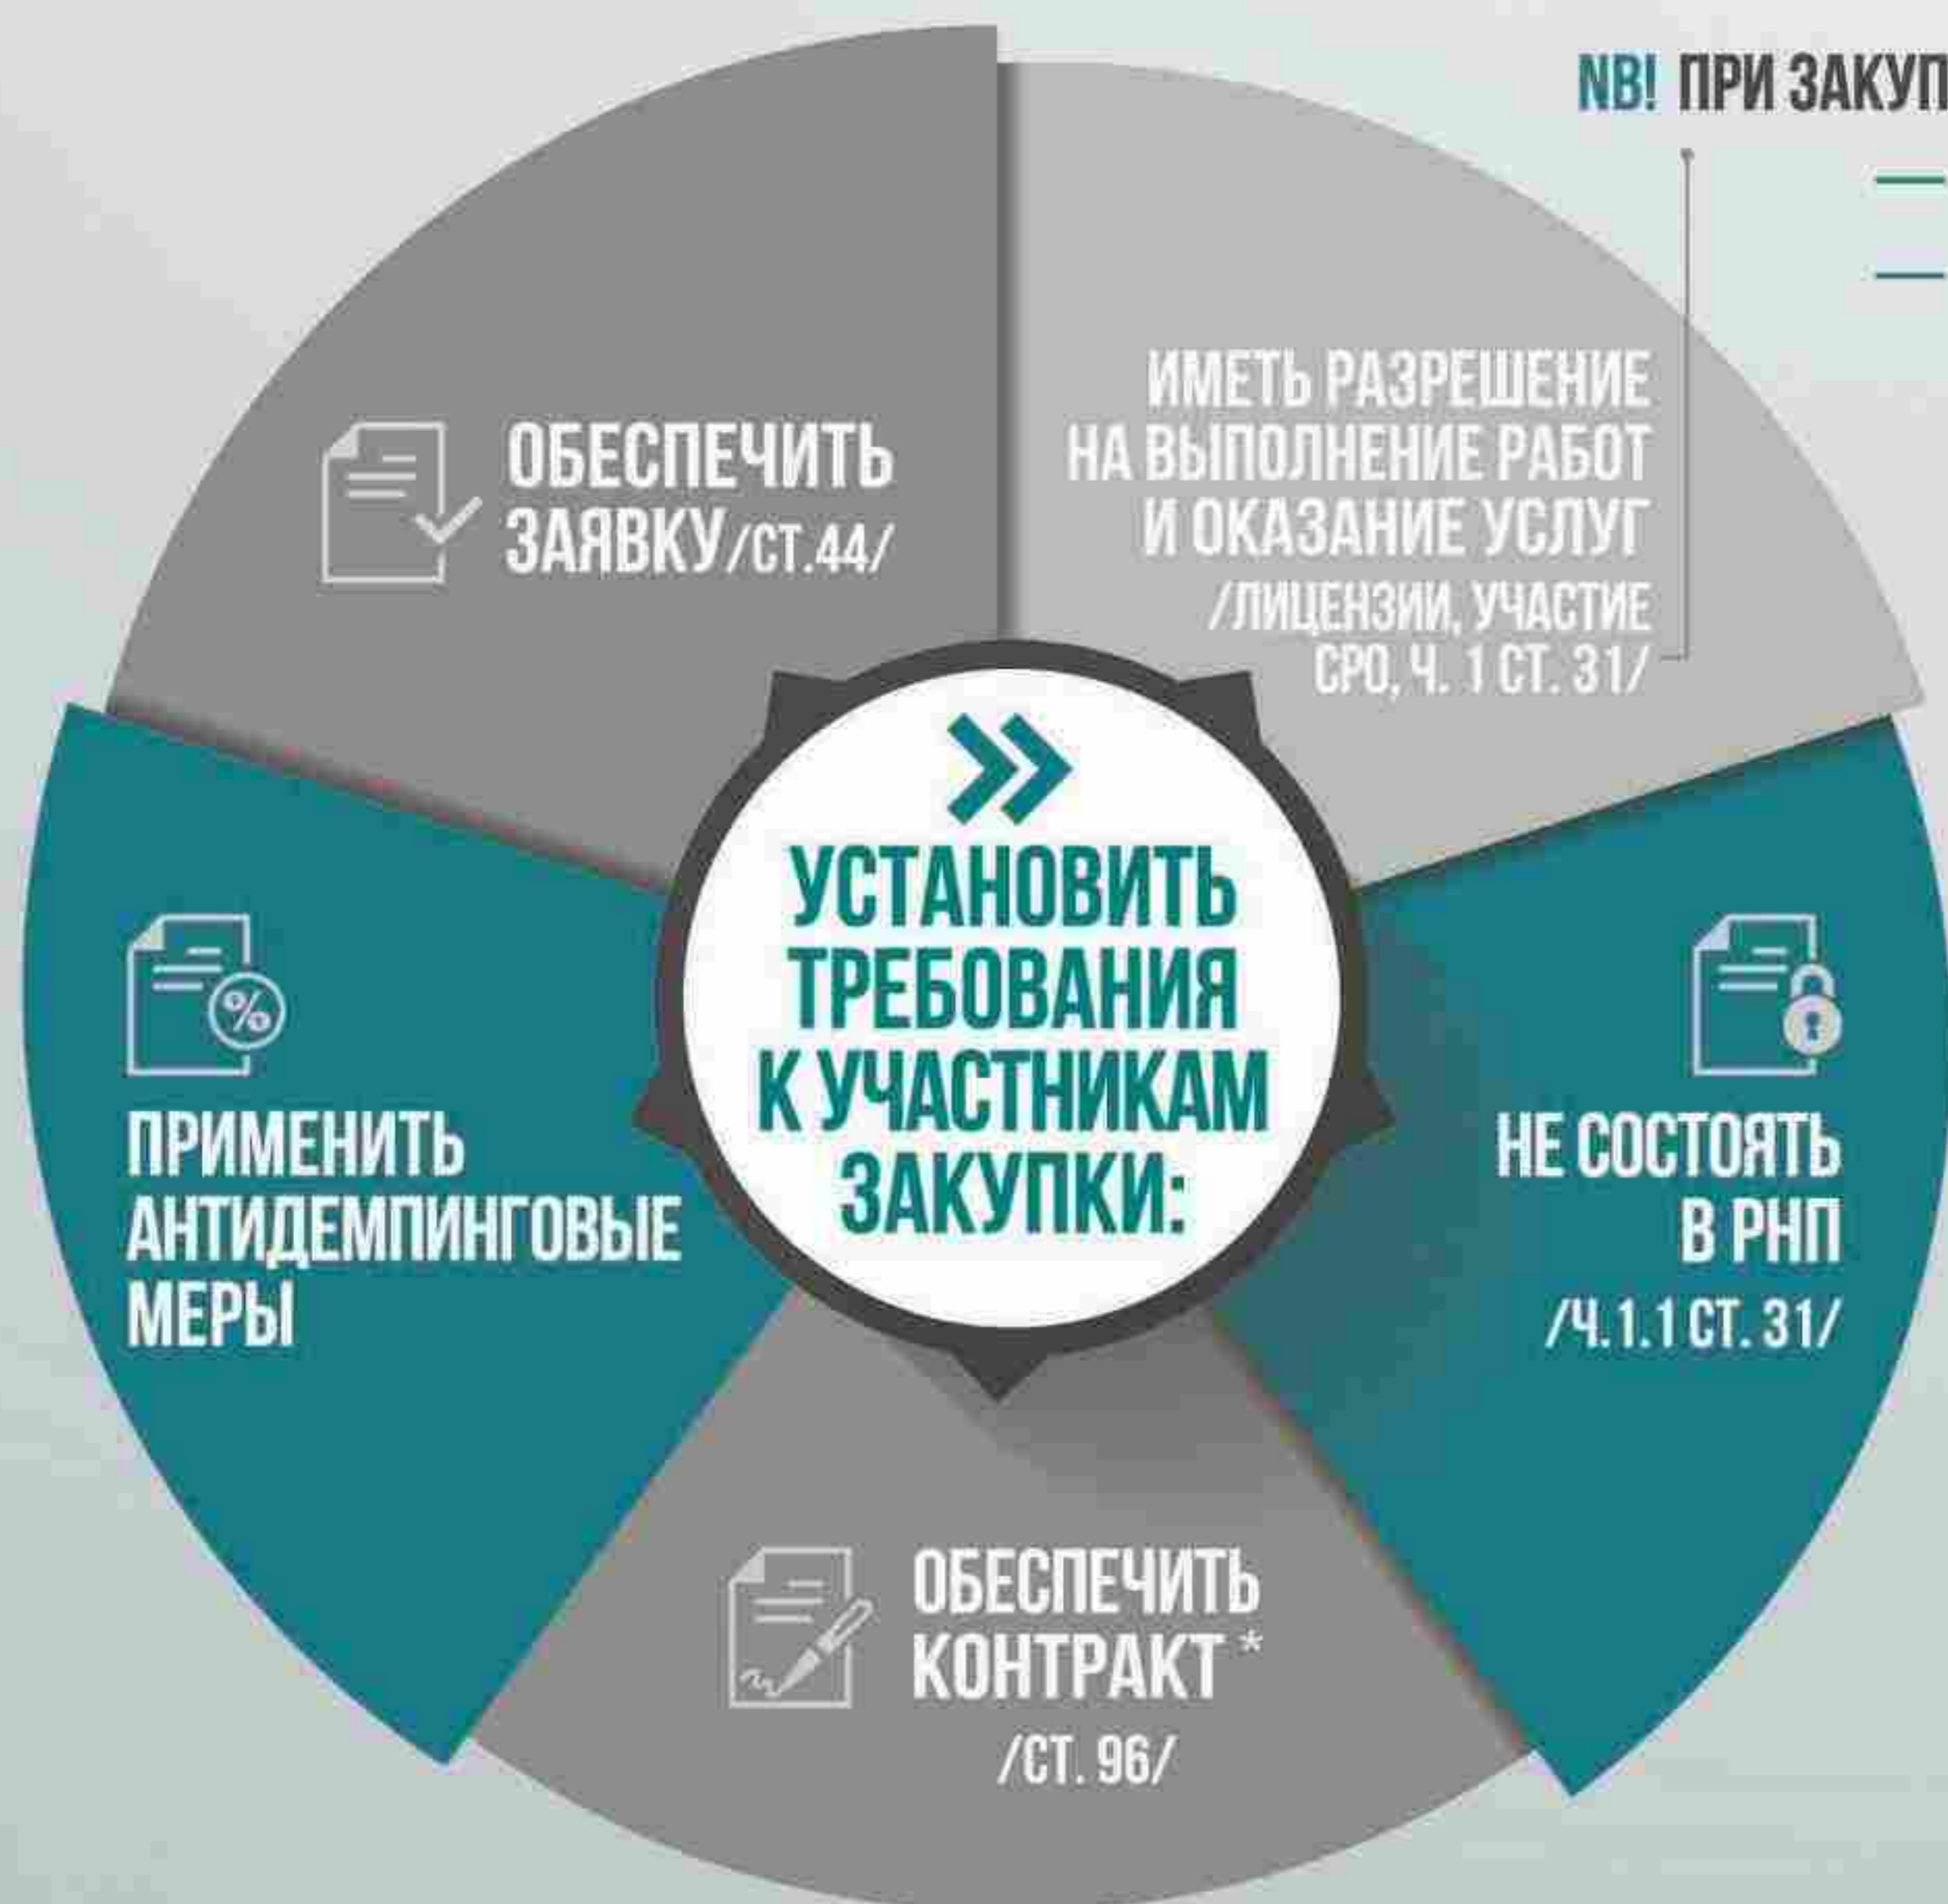 NB! ПРИ ЗАКУП
ОБЕСПЕЧИТЬ
ЗАЯВКУ /СТ.44/
ИМЕТЬ РАЗРЕШЕНИЕ
НА ВЫПОЛНЕНИЕ РАБОТ
И ОКАЗАНИЕ УСЛУГ
/ЛИЦЕНЗИИ, УЧАСТИЕ
СРО, Ч. 1 СТ. 31/
УСТАНОВИТЬ
ТРЕБОВАНИЯ
К УЧАСТНИКАМ
ЗАКУПКИ:
%
ПРИМЕНИТЬ
АНТИДЕМПИНГОВЫЕ
МЕРЫ
НЕ СОСТОЯТЬ
В РНП
/Ч.1.1 СТ. 31/
ОБЕСПЕЧИТЬ
КОНТРАКТ *
/СТ. 96/